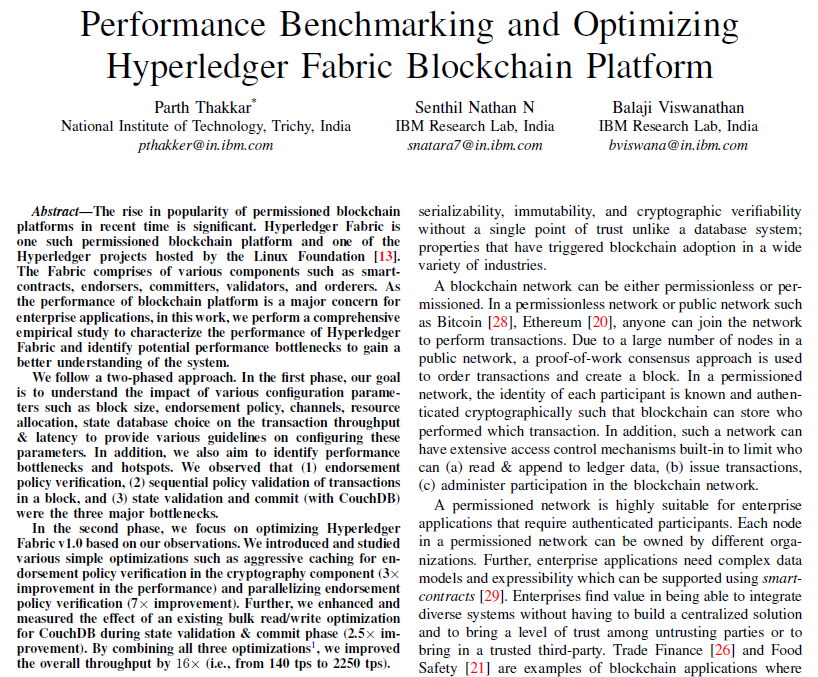 Performance Benchmarking and Optimizing
Hyperledger Fabric Blockchain Platform
Parth Thakkar*
National Institute of Technology, Trichy, India
pthakker@in.ibm.com
Senthil Nathan N
IBM Research Lab, India
snatara7@in.ibm.com
Balaji Viswanathan
IBM Research Lab, India
bviswana@in.ibm.com
Abstract—The rise in popularity of permissioned blockchain
platforms in recent time is significant. Hyperledger Fabric is
one such permissioned blockchain platform and one of the
Hyperledger projects hosted by the Linux Foundation [13].
The Fabric comprises of various components such as smart-
contracts, endorsers, committers, validators, and orderers. As
the performance of blockchain platform is a major concern for
enterprise applications, in this work, we perform a comprehensive
empirical study to characterize the performance of Hyperledger
Fabric and identify potential performance bottlenecks to gain a
better understanding of the system.
We follow a two-phased approach. In the first phase, our goal
is to understand the impact of various configuration parame-
ters such as block size, endorsement policy, channels, resource
allocation, state database choice on the transaction throughput
& latency to provide various guidelines on configuring these
parameters. In addition, we also aim to identify performance
bottlenecks and hotspots. We observed that (1) endorsement
policy verification, (2) sequential policy validation of transactions
in a block, and (3) state validation and commit (with CouchDB)
were the three major bottlenecks.
In the second phase, we focus on optimizing Hyperledger
Fabric v1.0 based on our observations. We introduced and studied
various simple optimizations such as aggressive caching for en-
dorsement policy verification in the cryptography component (3×
improvement in the performance) and parallelizing endorsement
policy verification (7× improvement). Further, we enhanced and
measured the effect of an existing bulk read/write optimization
for CouchDB during state validation & commit phase (2.5× im-
provement). By combining all three optimizations1, we improved
the overall throughput by 16× (i.e., from 140 tps to 2250 tps).
serializability, immutability, and cryptographic verifiability
without a single point of trust unlike a database system;
properties that have triggered blockchain adoption in a wide
variety of industries.
A blockchain network can be either permissionless or per-
missioned. In a permissionless network or public network such
as Bitcoin [28], Ethereum [20], anyone can join the network
to perform transactions. Due to a large number of nodes in a
public network, a proof-of-work consensus approach is used
to order transactions and create a block. In a permissioned
network, the identity of each participant is known and authen-
ticated cryptographically such that blockchain can store who
performed which transaction. In addition, such a network can
have extensive access control mechanisms built-in to limit who
can (a) read & append to ledger data, (b) issue transactions,
(c) administer participation in the blockchain network.
A permissioned network is highly suitable for enterprise
applications that require authenticated participants. Each node
in a permissioned network can be owned by different orga-
nizations. Further, enterprise applications need complex data
models and expressibility which can be supported using smart-
contracts [29]. Enterprises find value in being able to integrate
diverse systems without having to build a centralized solution
and to bring a level of trust among untrusting parties or to
bring in a trusted third-party. Trade Finance [26] and Food
Safety [21] are examples of blockchain applications where